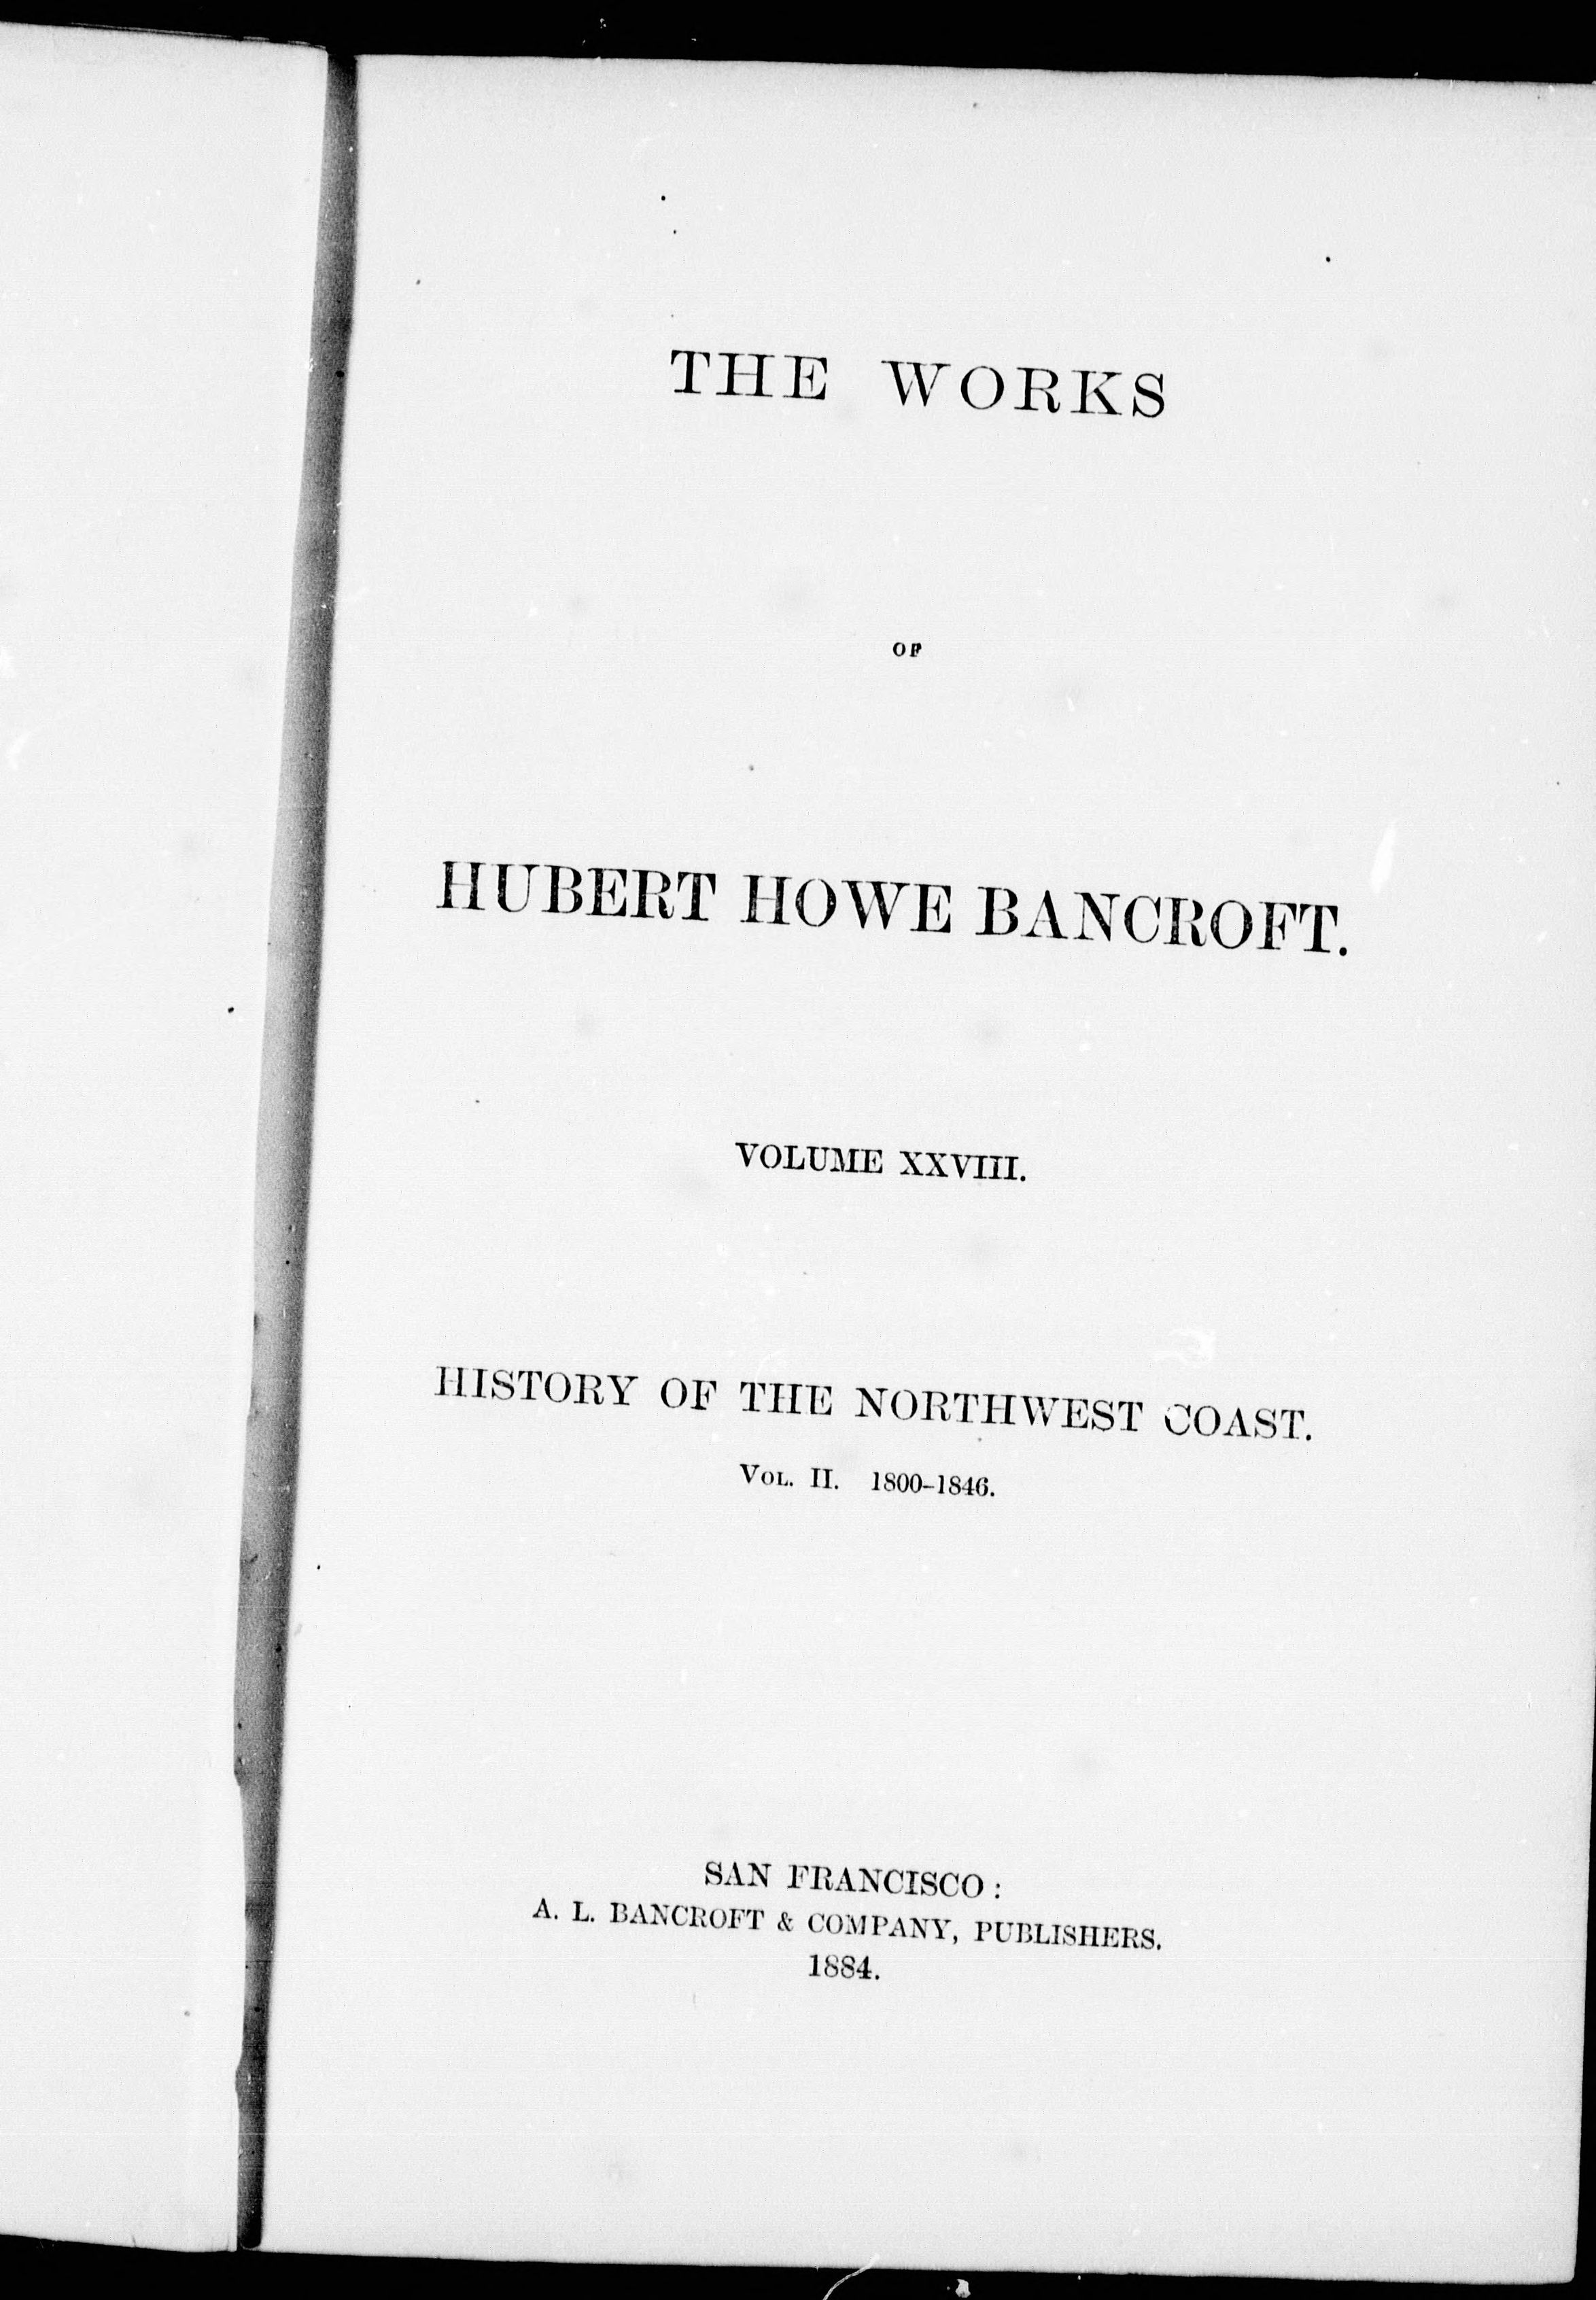 THE WORKS
OF
HUBERT HOWE BANCROFT.
VOLUME XXVIII.
HISTORY OF THE NORTHWEST COAST.
VOL. II. 1800-1846.
SAN FRANCISCO:
A. L. BANCROFT & COMPANY, PUBLISHERS.
1884.